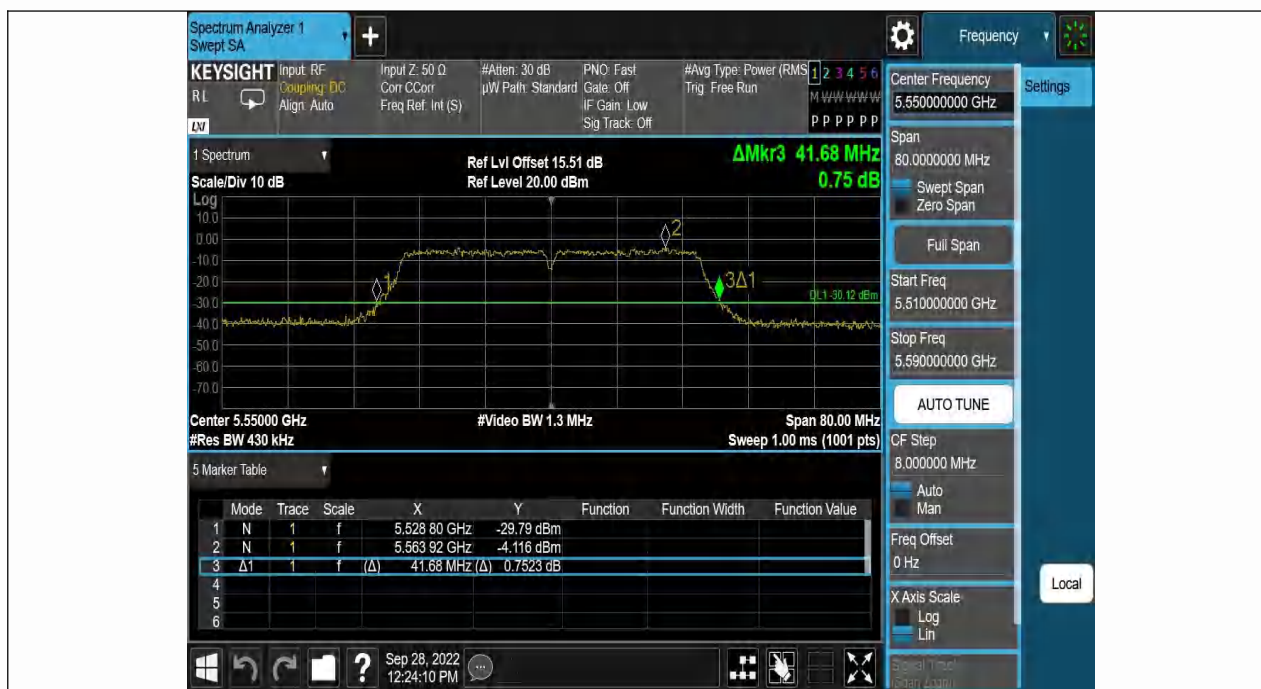 Spectrum Analyzer 1
Swept SA
+
Frequency
KEYSIGHT
RL
LXI
Input: RF
Coupling: DC
Align: Auto
Input Z: 50 Ω
Corr CCorr
Freq Ref: Int (S)
#Atten: 30 dB
µW Path: Standard
PNO: Fast
Gate: Off
IF Gain: Low
Sig Track: Off
#Avg Type: Power (RMS
Trig: Free Run
1 2 3 4 5 6
M W W W W W
P P P P P P
1 Spectrum
Scale/Div 10 dB
Ref Lvl Offset 15.51 dB
Ref Level 20.00 dBm
ΔMkr3 41.68 MHz
0.75 dB
Log
10.0
0.00
-10.0
-20.0
-30.0
-40.0
-50.0
-60.0
-70.0
1
2
3Δ1
DL1 -30.12 dBm
Center 5.55000 GHz
#Video BW 1.3 MHz
Span 80.00 MHz
#Res BW 430 kHz
Sweep 1.00 ms (1001 pts)
5 Marker Table
Mode Trace Scale X Y Function Function Width Function Value
1 N 1 f 5.528 80 GHz -29.79 dBm
2 N 1 f 5.563 92 GHz -4.116 dBm
3 Δ1 1 f (Δ) 41.68 MHz (Δ) 0.7523 dB
4
5
6
?
Sep 28, 2022
12:24:10 PM
Center Frequency
5.550000000 GHz
Settings
Span
80.0000000 MHz
Swept Span
Zero Span
Full Span
Start Freq
5.510000000 GHz
Stop Freq
5.590000000 GHz
AUTO TUNE
CF Step
8.000000 MHz
Auto
Man
Freq Offset
0 Hz
X Axis Scale
Log
Lin
Local